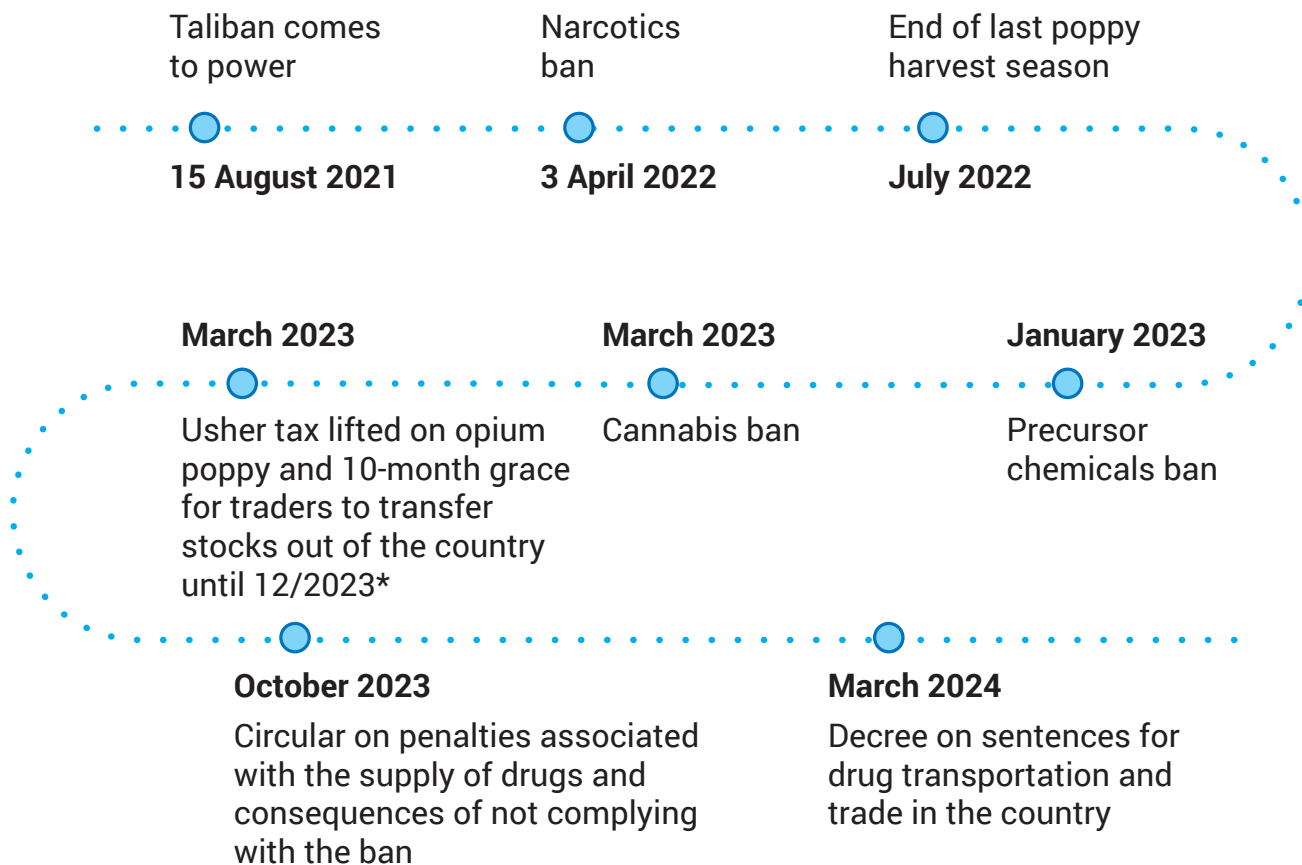 Taliban comes
to power
15 August 2021
Narcotics
ban
3 April 2022
End of last poppy
harvest season
July 2022
January 2023
Precursor
chemicals ban
March 2023
Cannabis ban
March 2023
Usher tax lifted on opium
poppy and 10-month grace
for traders to transfer
stocks out of the country
until 12/2023*
October 2023
Circular on penalties associated
with the supply of drugs and
consequences of not complying
with the ban
March 2024
Decree on sentences for
drug transportation and
trade in the country